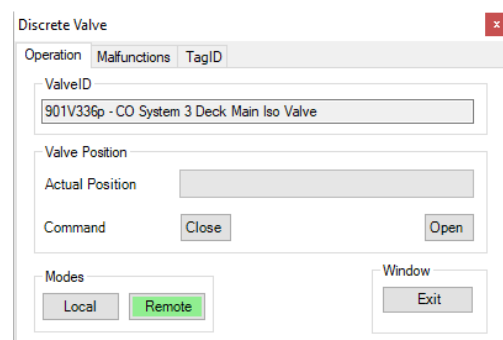 Discrete Valve x
Operation Malfunctions TagID
ValveID
901V336p - CO System 3 Deck Main Iso Valve
Valve Position
Actual Position
Command Close Open
Modes Window
Local Remote Exit